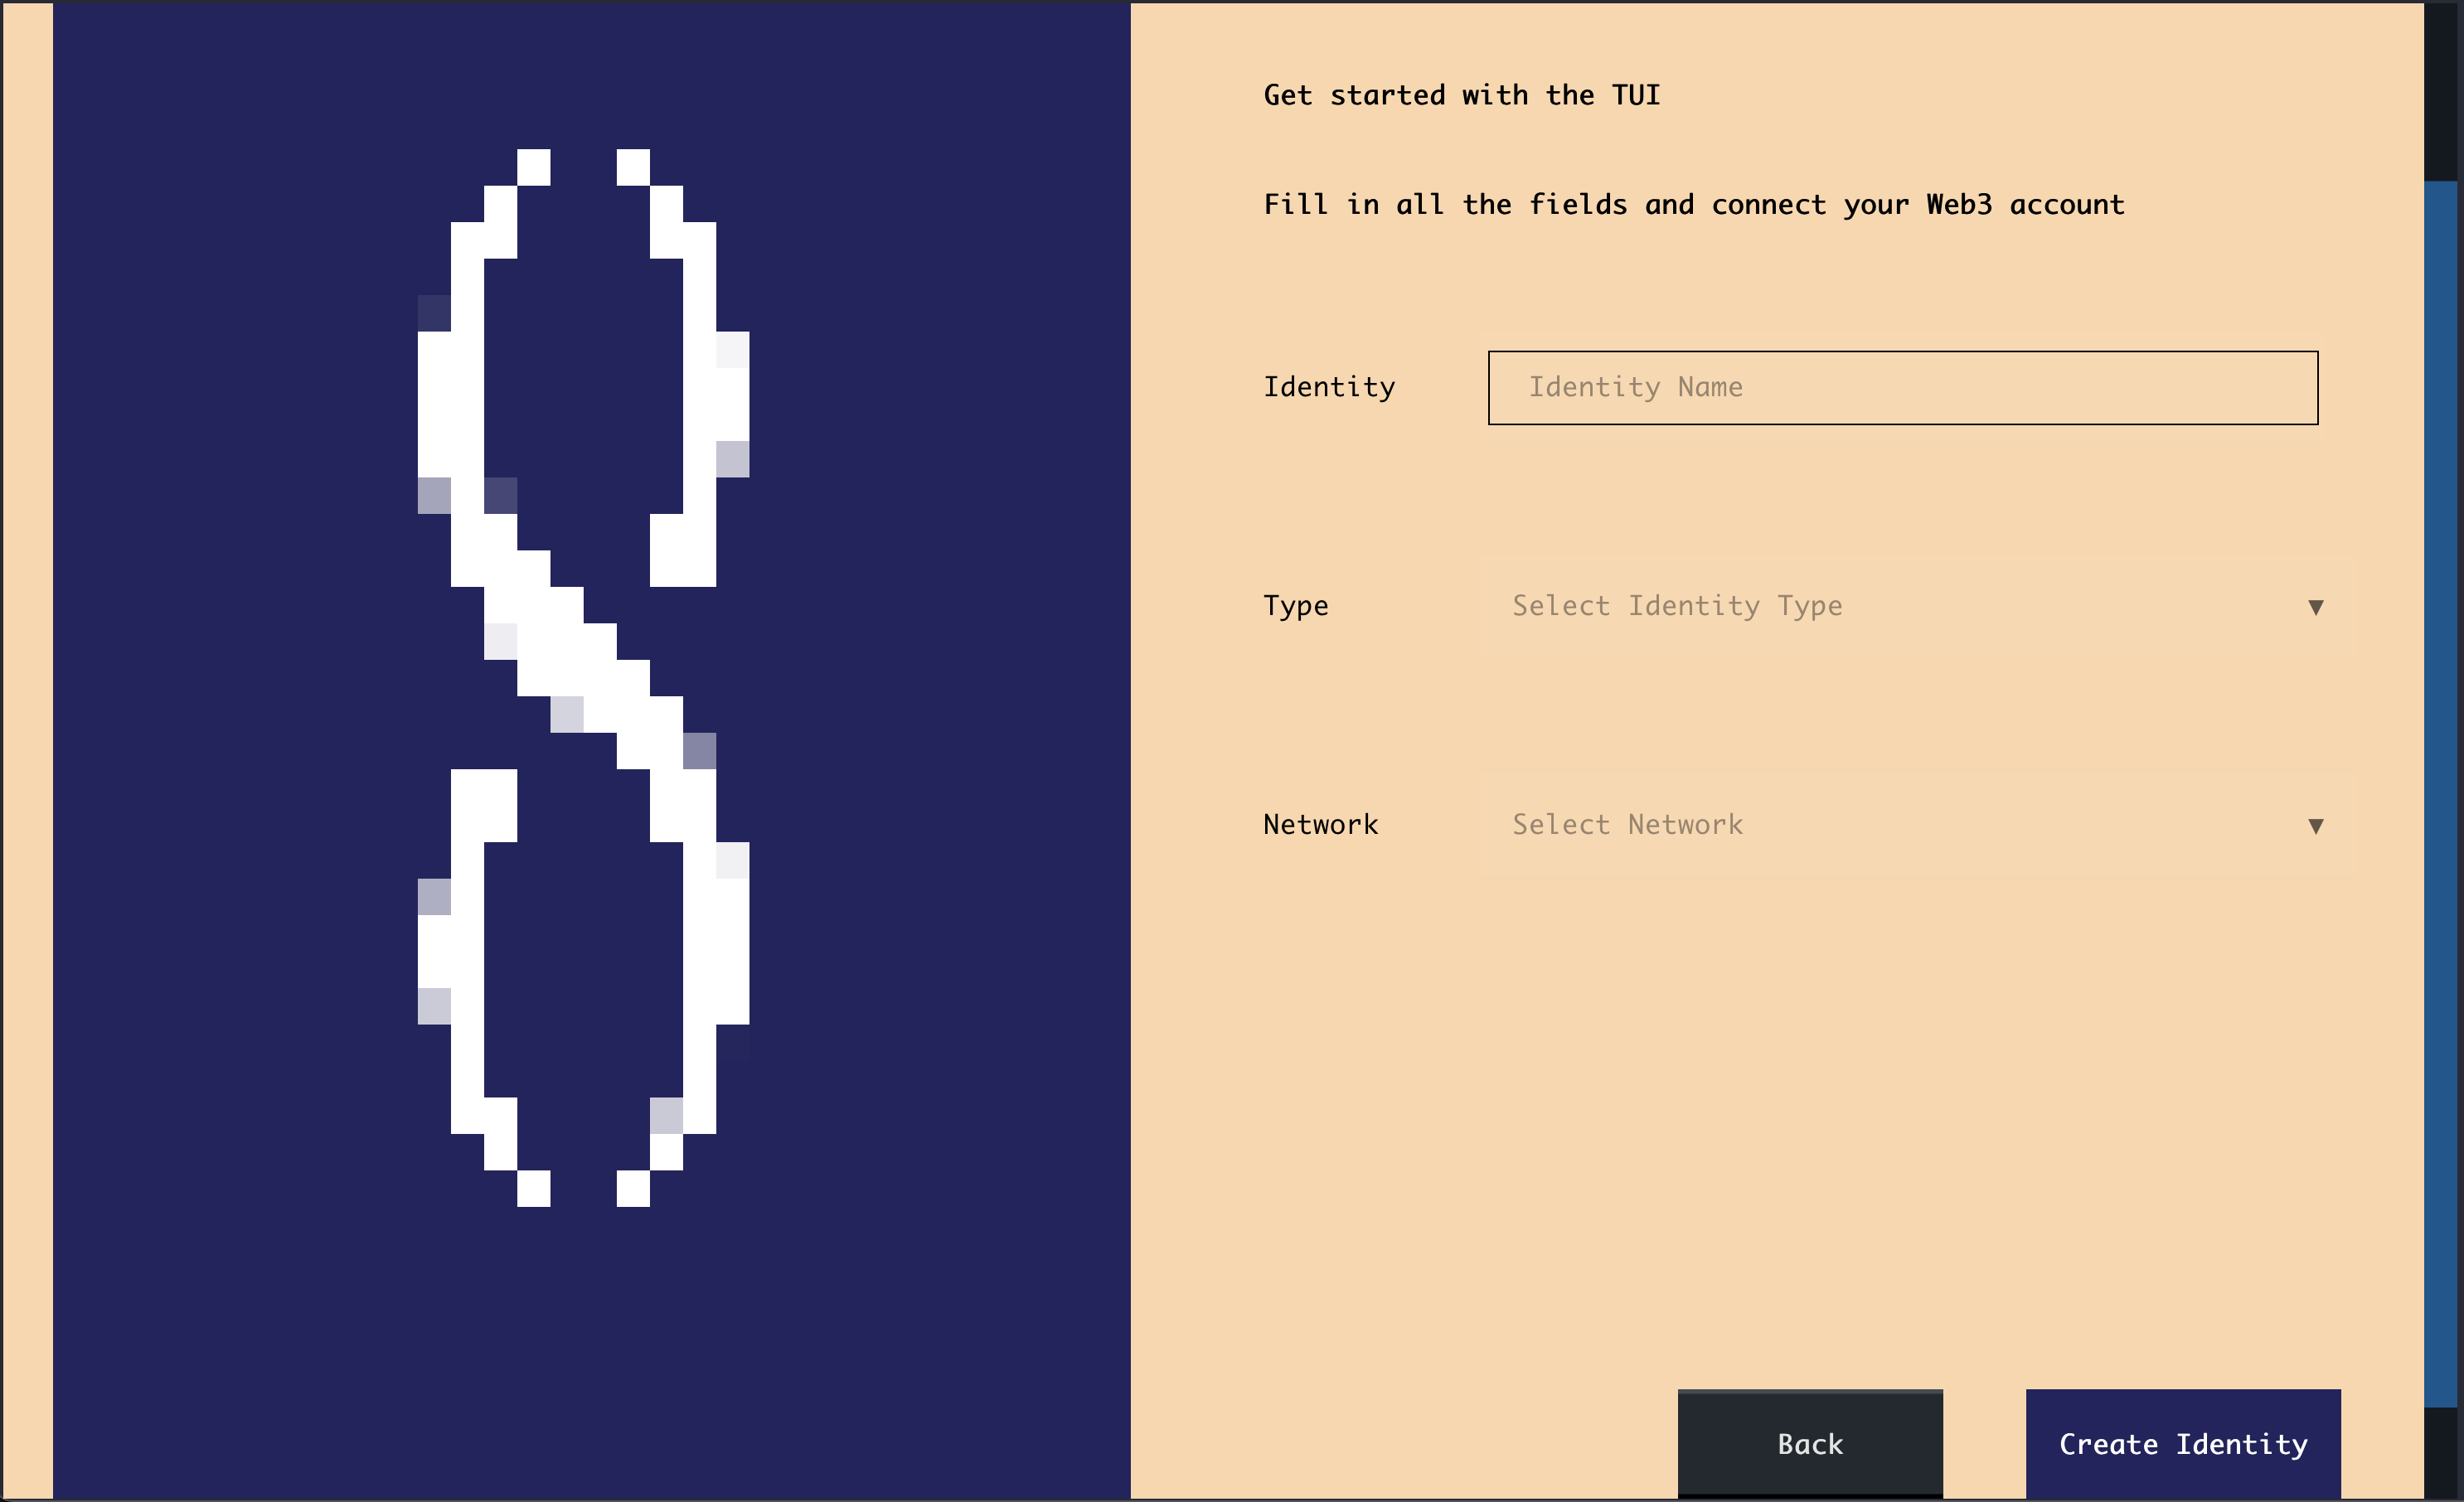 Get started with the TUI
Fill in all the fields and connect your Web3 account
Identity
Identity Name
Type
Select Identity Type ▼
Network
Select Network ▼
Back
Create Identity